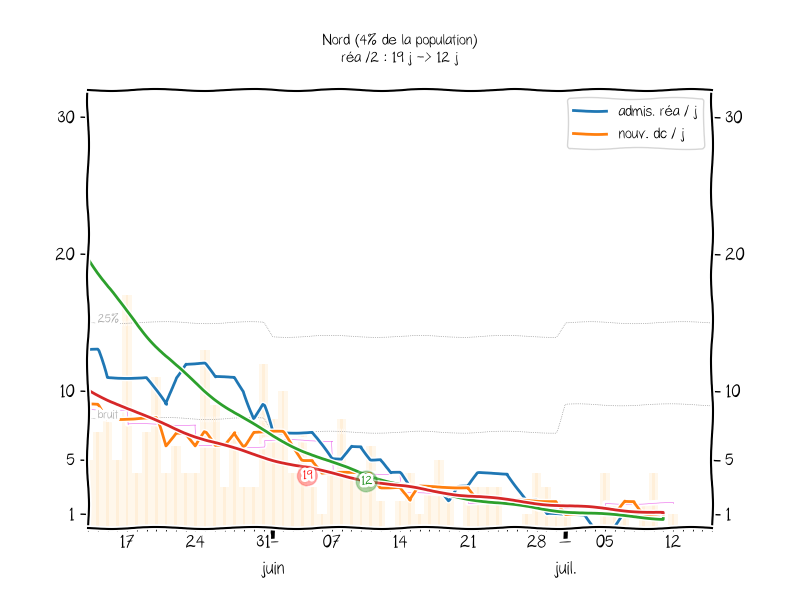 Nord (4% de la population)
réa /2 : 19 j -> 12 j
admis. réa / j
nouv. dc / j
30
30
20
20
25%
10
10
bruit
5
5
19
12
1
1
17 24 31 07 14 21 28 05 12
juin juil.